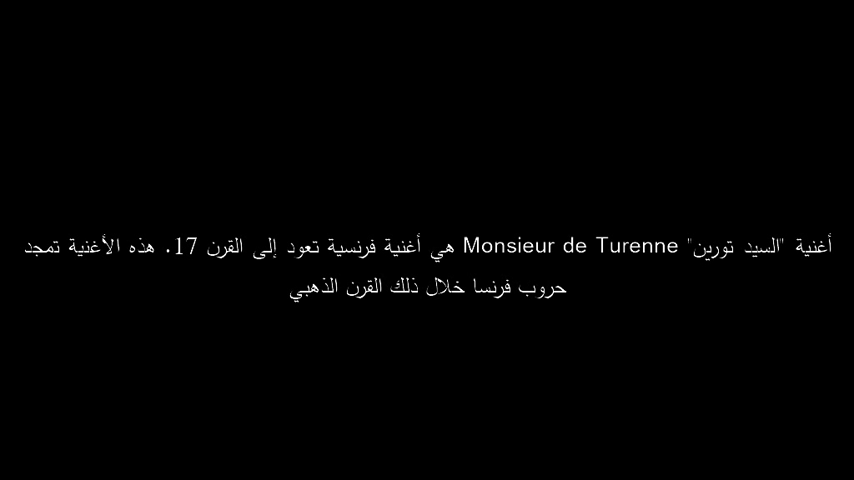 أغنية "السيد تورين" Monsieur de Turenne هي أغنية فرنسية تعود إلى القرن 17. هذه الأغنية تمجد
حروب فرنسا خلال ذلك القرن الذهبي